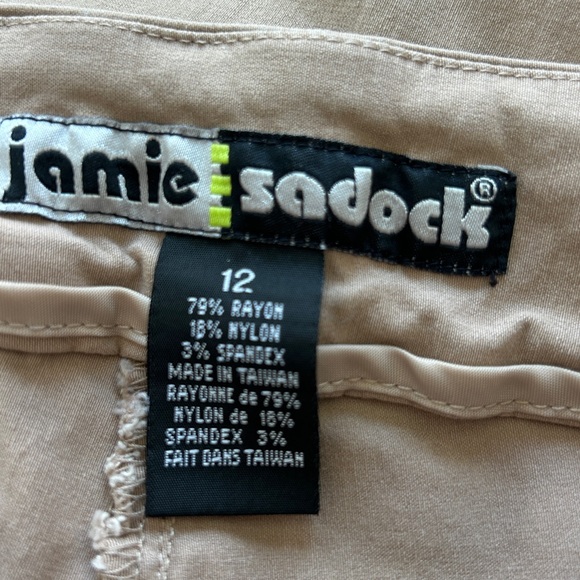 jamie sadock®
12
79% RAYON
18% NYLON
3% SPANDEX
MADE IN TAIWAN
RAYONNE de 79%
NYLON de 18%
SPANDEX 3%
FAIT DANS TAIWAN